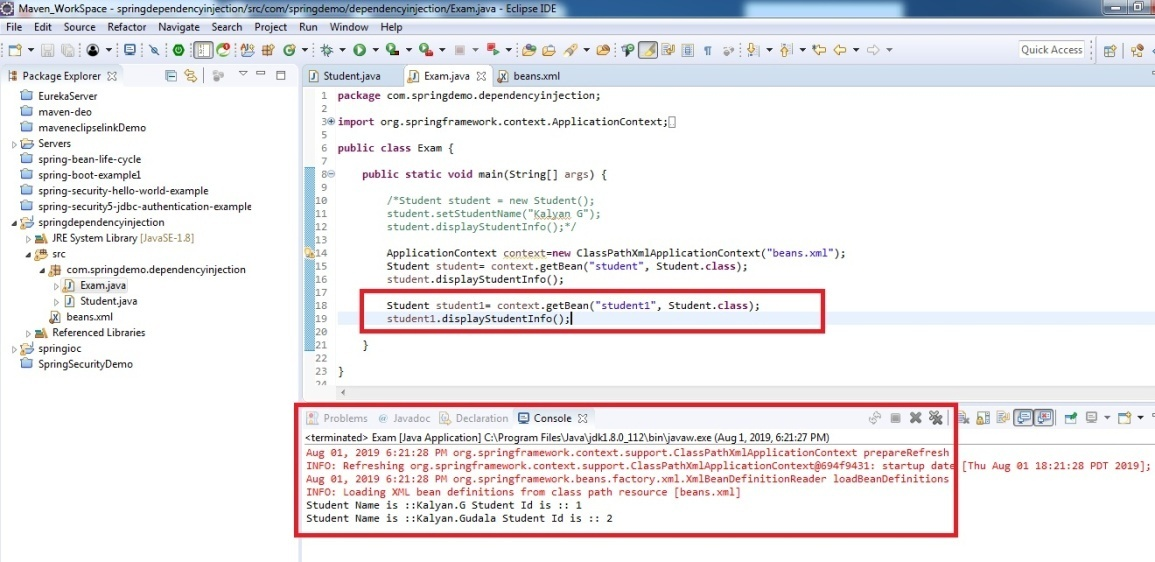 Maven_WorkSpace - springdependencyinjection/src/com/springdemo/dependencyinjection/Exam.java - Eclipse IDE
File Edit Source Refactor Navigate Search Project Run Window Help
Quick Access
Package Explorer
EurekaServer
maven-deo
maveneclipselinkDemo
Servers
spring-bean-life-cycle
spring-boot-example1
spring-security-hello-world-example
spring-security5-jdbc-authentication-example
springdependencyinjection
JRE System Library [JavaSE-1.8]
src
com.springdemo.dependencyinjection
Exam.java
Student.java
beans.xml
Referenced Libraries
springioc
SpringSecurityDemo
Student.java Exam.java beans.xml
1 package com.springdemo.dependencyinjection;
2
3 import org.springframework.context.ApplicationContext;
5
6 public class Exam {
7
8 public static void main(String[] args) {
9
10 /*Student student = new Student();
11 student.setStudentName("Kalyan G");
12 student.displayStudentInfo();*/
13
14 ApplicationContext context=new ClassPathXmlApplicationContext("beans.xml");
15 Student student= context.getBean("student", Student.class);
16 student.displayStudentInfo();
17
18 Student student1= context.getBean("student1", Student.class);
19 student1.displayStudentInfo();
20
21 }
22
23 }
24
Problems Javadoc Declaration Console
<terminated> Exam [Java Application] C:\Program Files\Java\jdk1.8.0_112\bin\javaw.exe (Aug 1, 2019, 6:21:27 PM)
Aug 01, 2019 6:21:28 PM org.springframework.context.support.ClassPathXmlApplicationContext prepareRefresh
INFO: Refreshing org.springframework.context.support.ClassPathXmlApplicationContext@694f9431: startup date [Thu Aug 01 18:21:28 PDT 2019];
Aug 01, 2019 6:21:28 PM org.springframework.beans.factory.xml.XmlBeanDefinitionReader loadBeanDefinitions
INFO: Loading XML bean definitions from class path resource [beans.xml]
Student Name is ::Kalyan.G Student Id is :: 1
Student Name is ::Kalyan.Gudala Student Id is :: 2